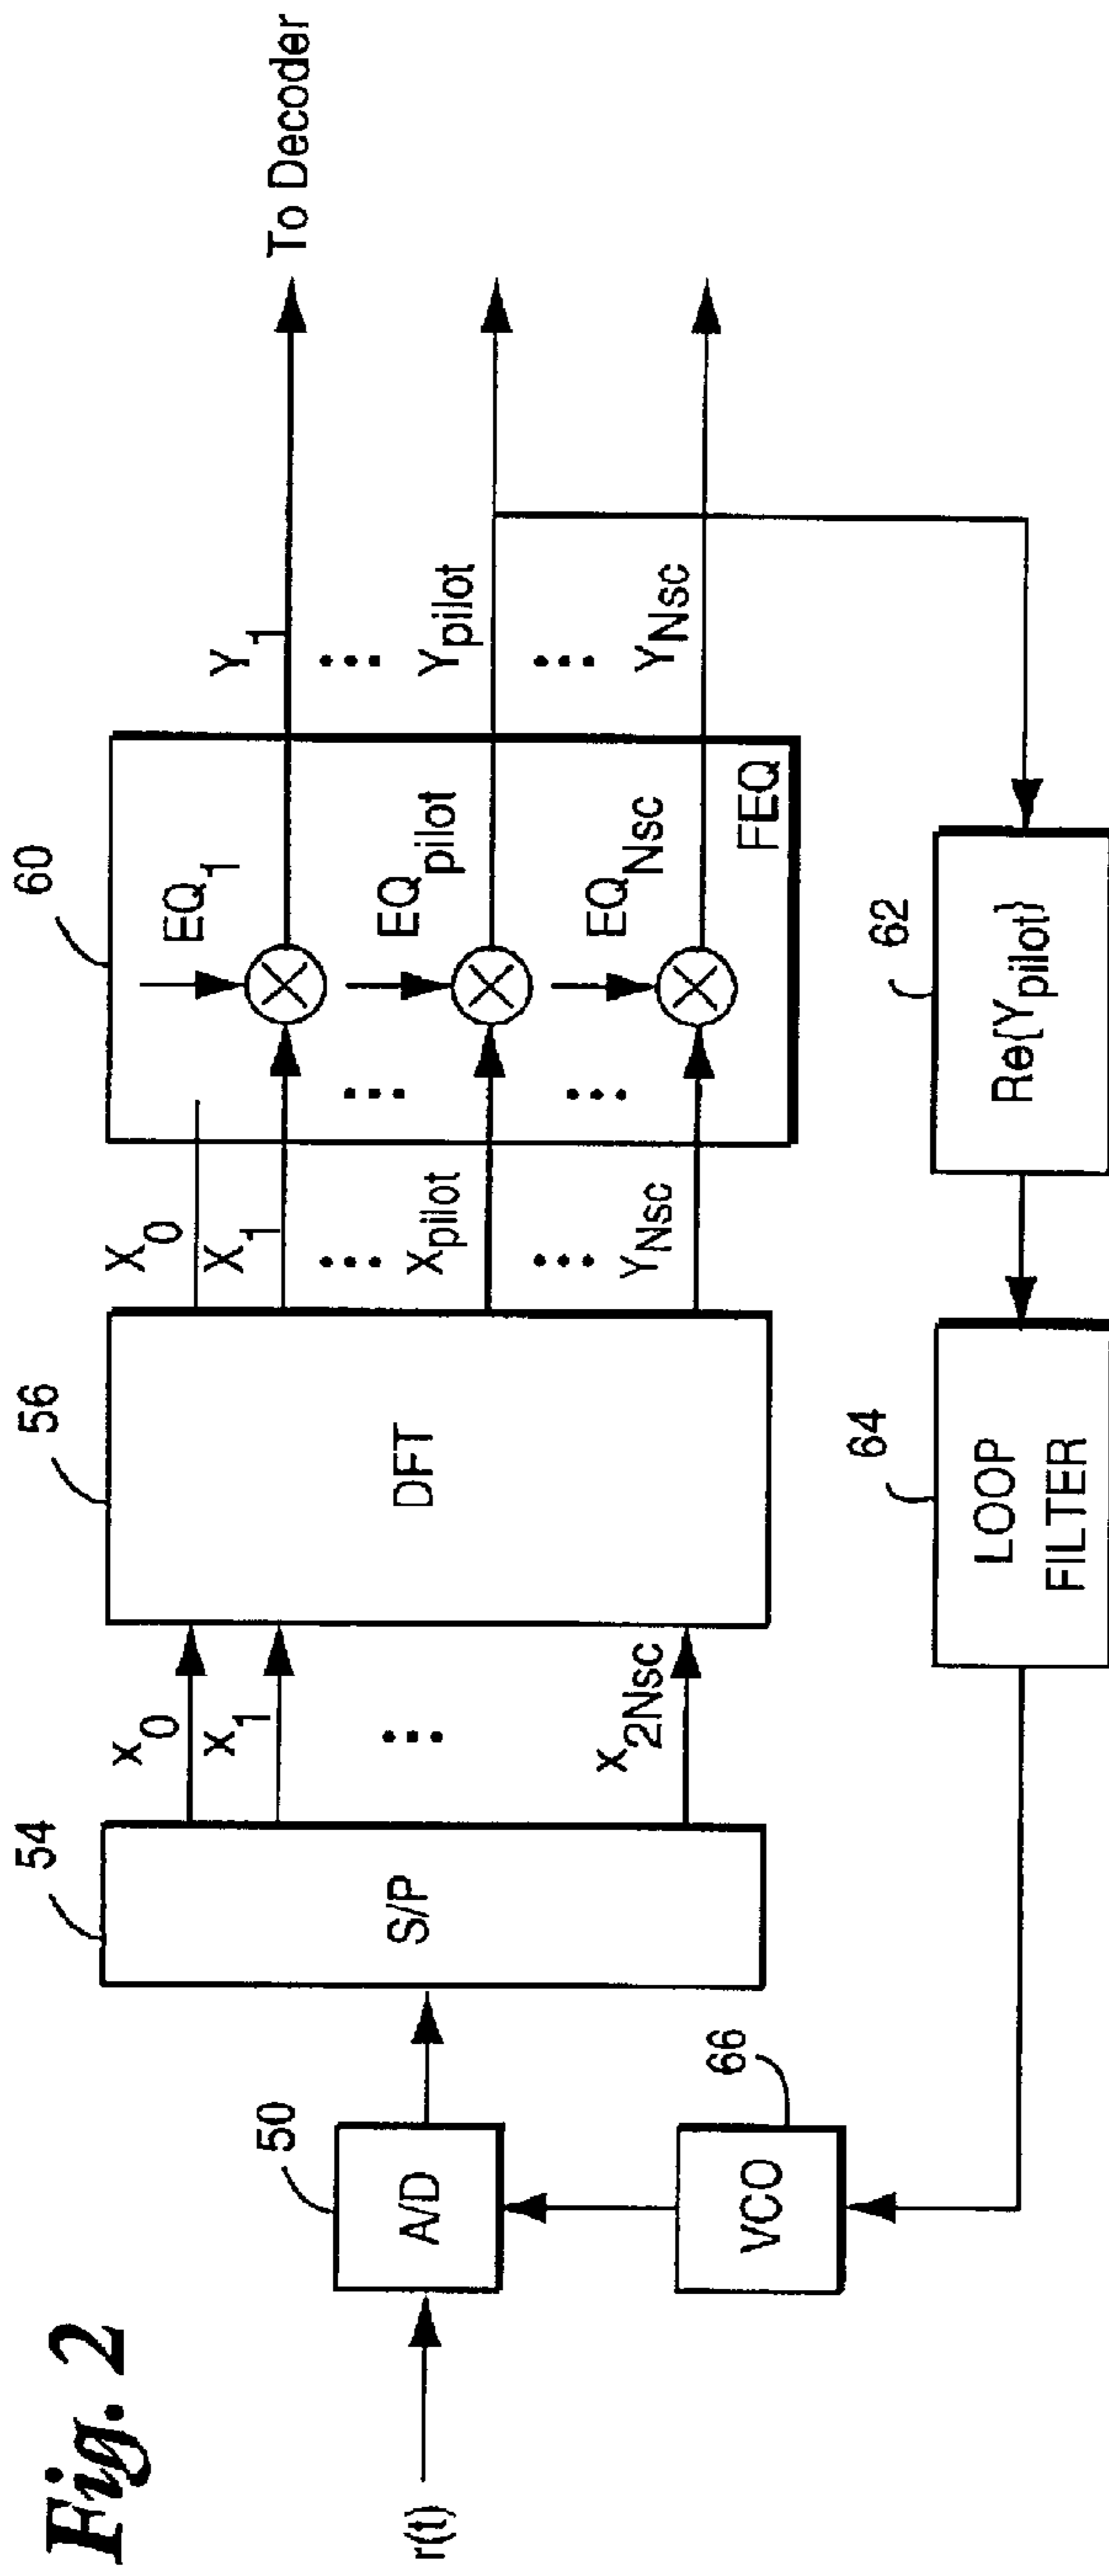 Fig. 2
r(t)
50
A/D
66
VCO
54
S/P
x0
x1
x2Nsc
56
DFT
X0
X1
Xpilot
YNsc
60
EQ1
EQpilot
EQNsc
FEQ
Y1
Ypilot
YNsc
To Decoder
62
Re{Ypilot}
64
LOOP
FILTER